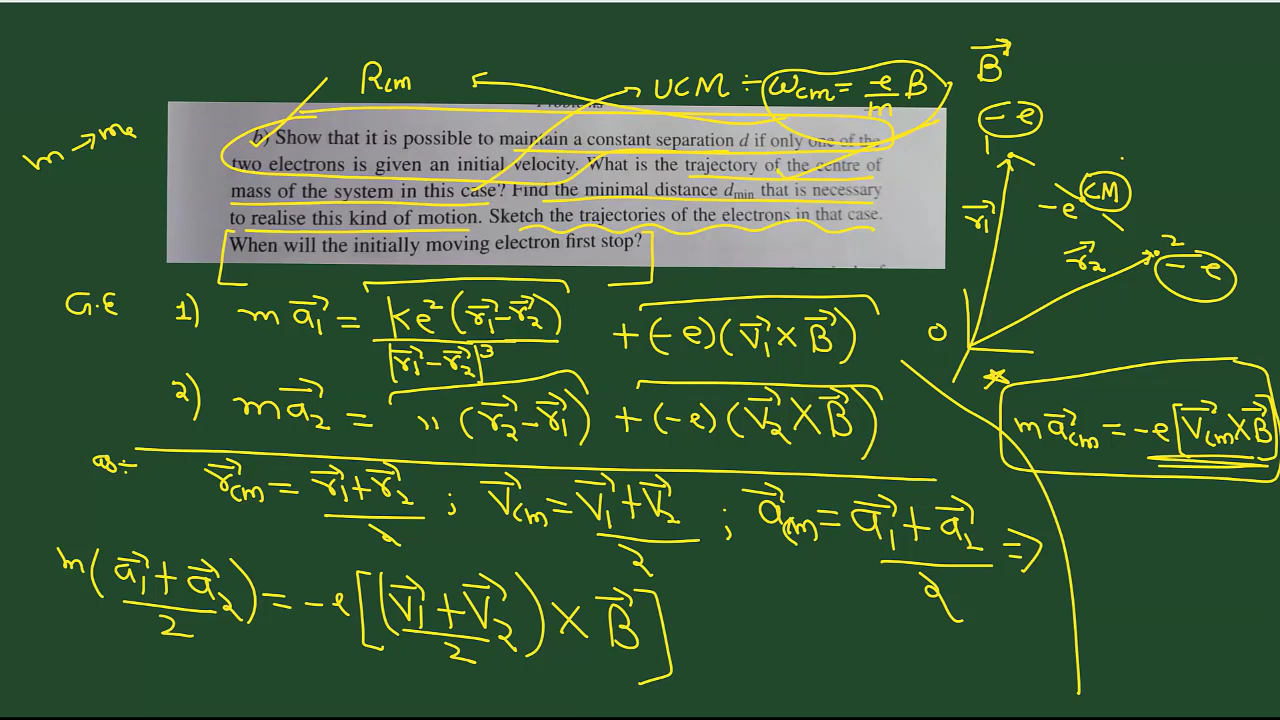 R_cm UCM ÷ ω_cm = e/m B B⃗
m → me
Problems
b) Show that it is possible to maintain a constant separation d if only one of the
two electrons is given an initial velocity. What is the trajectory of the centre of
mass of the system in this case? Find the minimal distance d_min that is necessary
to realise this kind of motion. Sketch the trajectories of the electrons in that case.
When will the initially moving electron first stop?
-e
1
CM
-e
r⃗1
2
r⃗2
-e
O
G.E 1) m a⃗1 = Ke²(r⃗1 - r⃗2) / |r⃗1 - r⃗2|³ + (-e)(V⃗1 × B⃗)
2) m a⃗2 = " (r⃗2 - r⃗1) + (-e)(V⃗2 × B⃗)
m a⃗cm = -e[V⃗cm × B⃗]
as ÷ r⃗cm = (r⃗1 + r⃗2)/2 ; V⃗cm = (V⃗1 + V⃗2)/2 ; a⃗cm = (a⃗1 + a⃗2)/2 ⇒
m(a⃗1 + a⃗2 / 2) = -e[(V⃗1 + V⃗2 / 2) × B⃗]